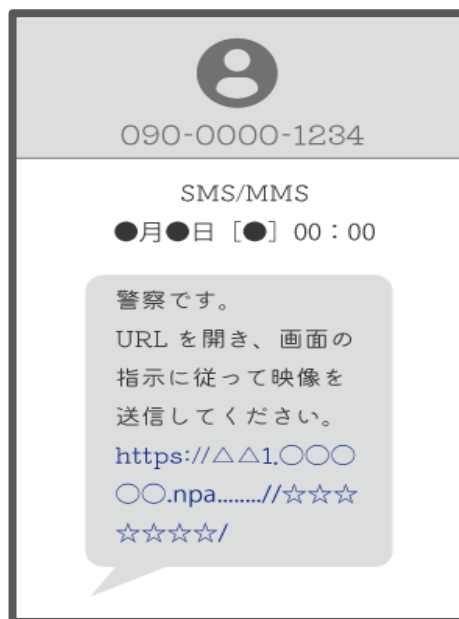 090-0000-1234
SMS/MMS
●月●日［●］00：00
警察です。
URL を開き、画面の
指示に従って映像を
送信してください。
https://△△1.○○○
○○.npa........//☆☆☆
☆☆☆☆/